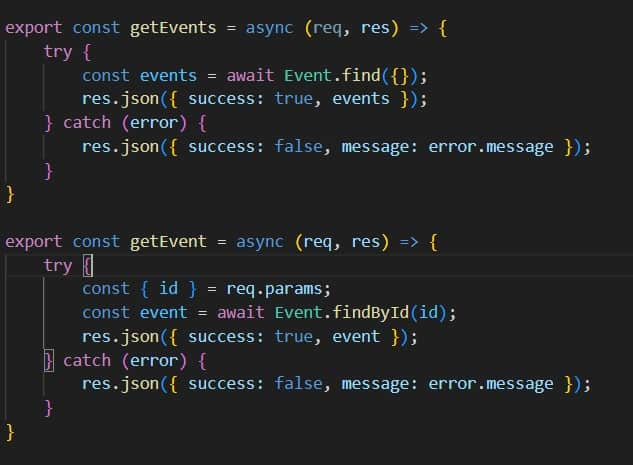 export const getEvents = async (req, res) => {
    try {
        const events = await Event.find({});
        res.json({ success: true, events });
    } catch (error) {
        res.json({ success: false, message: error.message });
    }
}

export const getEvent = async (req, res) => {
    try {
        const { id } = req.params;
        const event = await Event.findById(id);
        res.json({ success: true, event });
    } catch (error) {
        res.json({ success: false, message: error.message });
    }
}